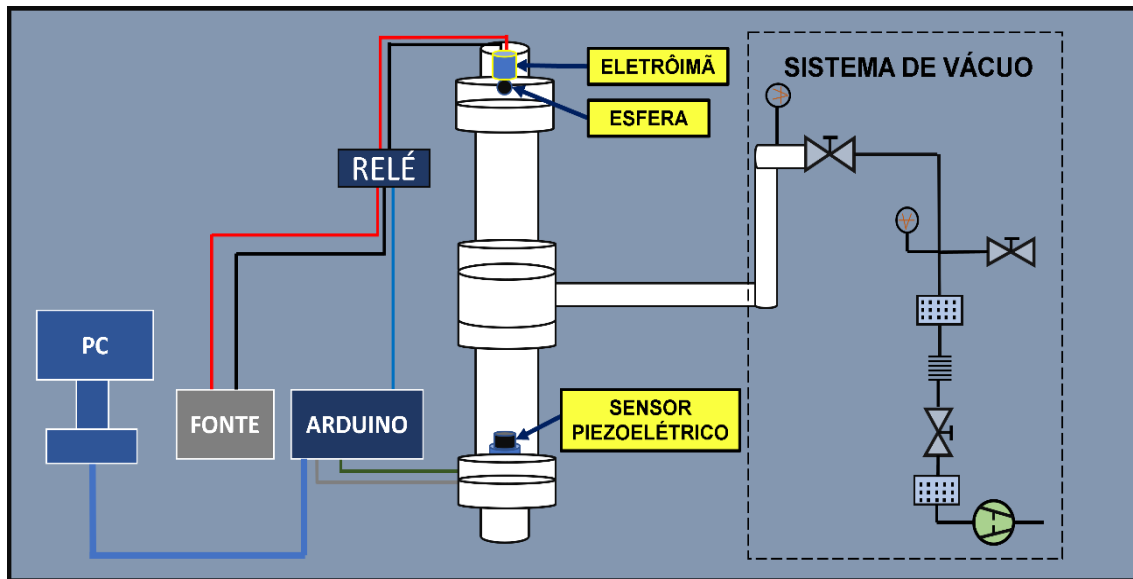 ELETRÔIMÃ
SISTEMA DE VÁCUO
ESFERA
RELÉ
PC
FONTE
ARDUINO
SENSOR
PIEZOELÉTRICO